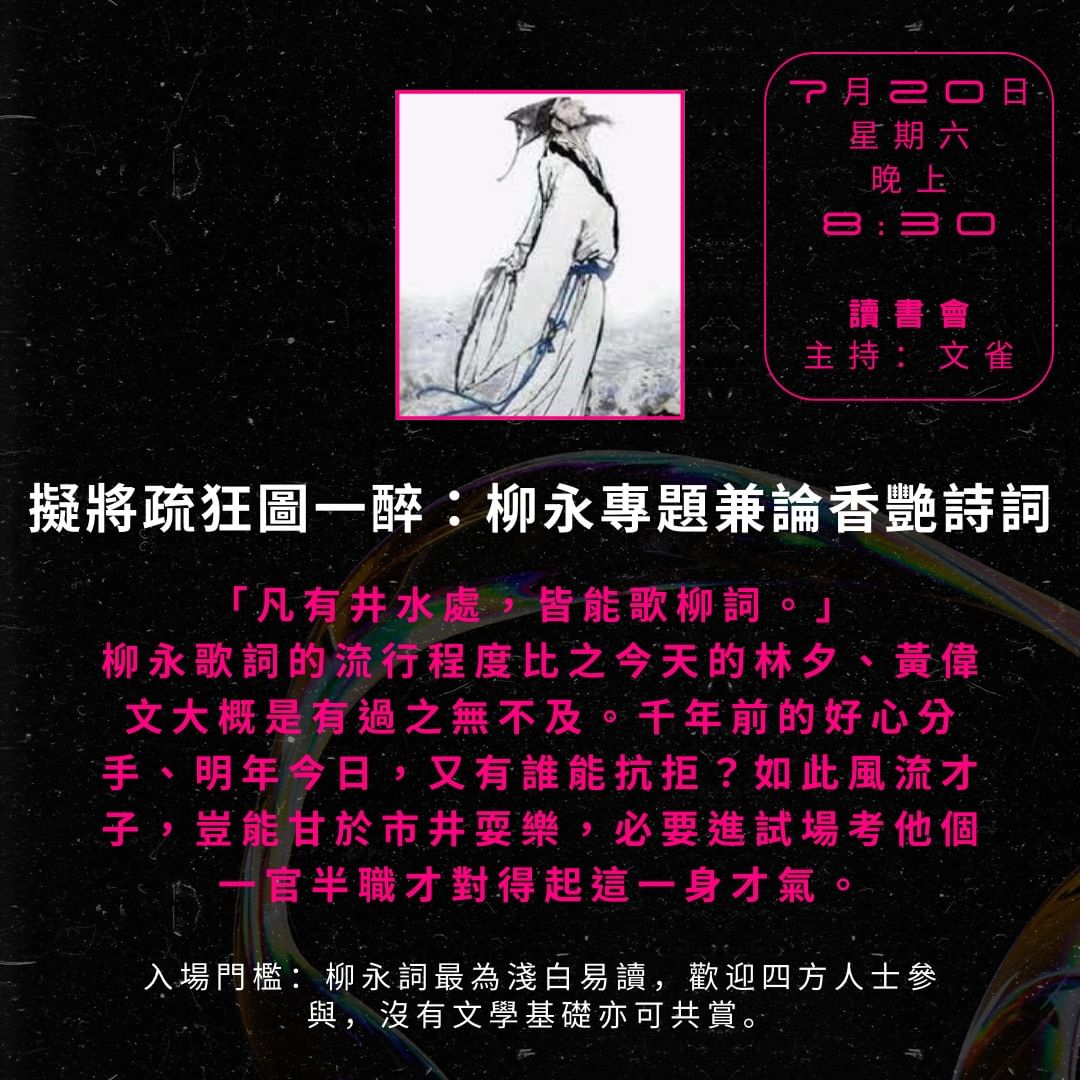 7月20日
星期六
晚上
8:30
讀書會
主持：文雀
擬將疏狂圖一醉：柳永專題兼論香艷詩詞
「凡有井水處，皆能歌柳詞。」
柳永歌詞的流行程度比之今天的林夕、黃偉
文大概是有過之無不及。千年前的好心分
手、明年今日，又有誰能抗拒？如此風流才
子，豈能甘於市井耍樂，必要進試場考他個
一官半職才對得起這一身才氣。
入場門檻：柳永詞最為淺白易讀，歡迎四方人士參
與，沒有文學基礎亦可共賞。